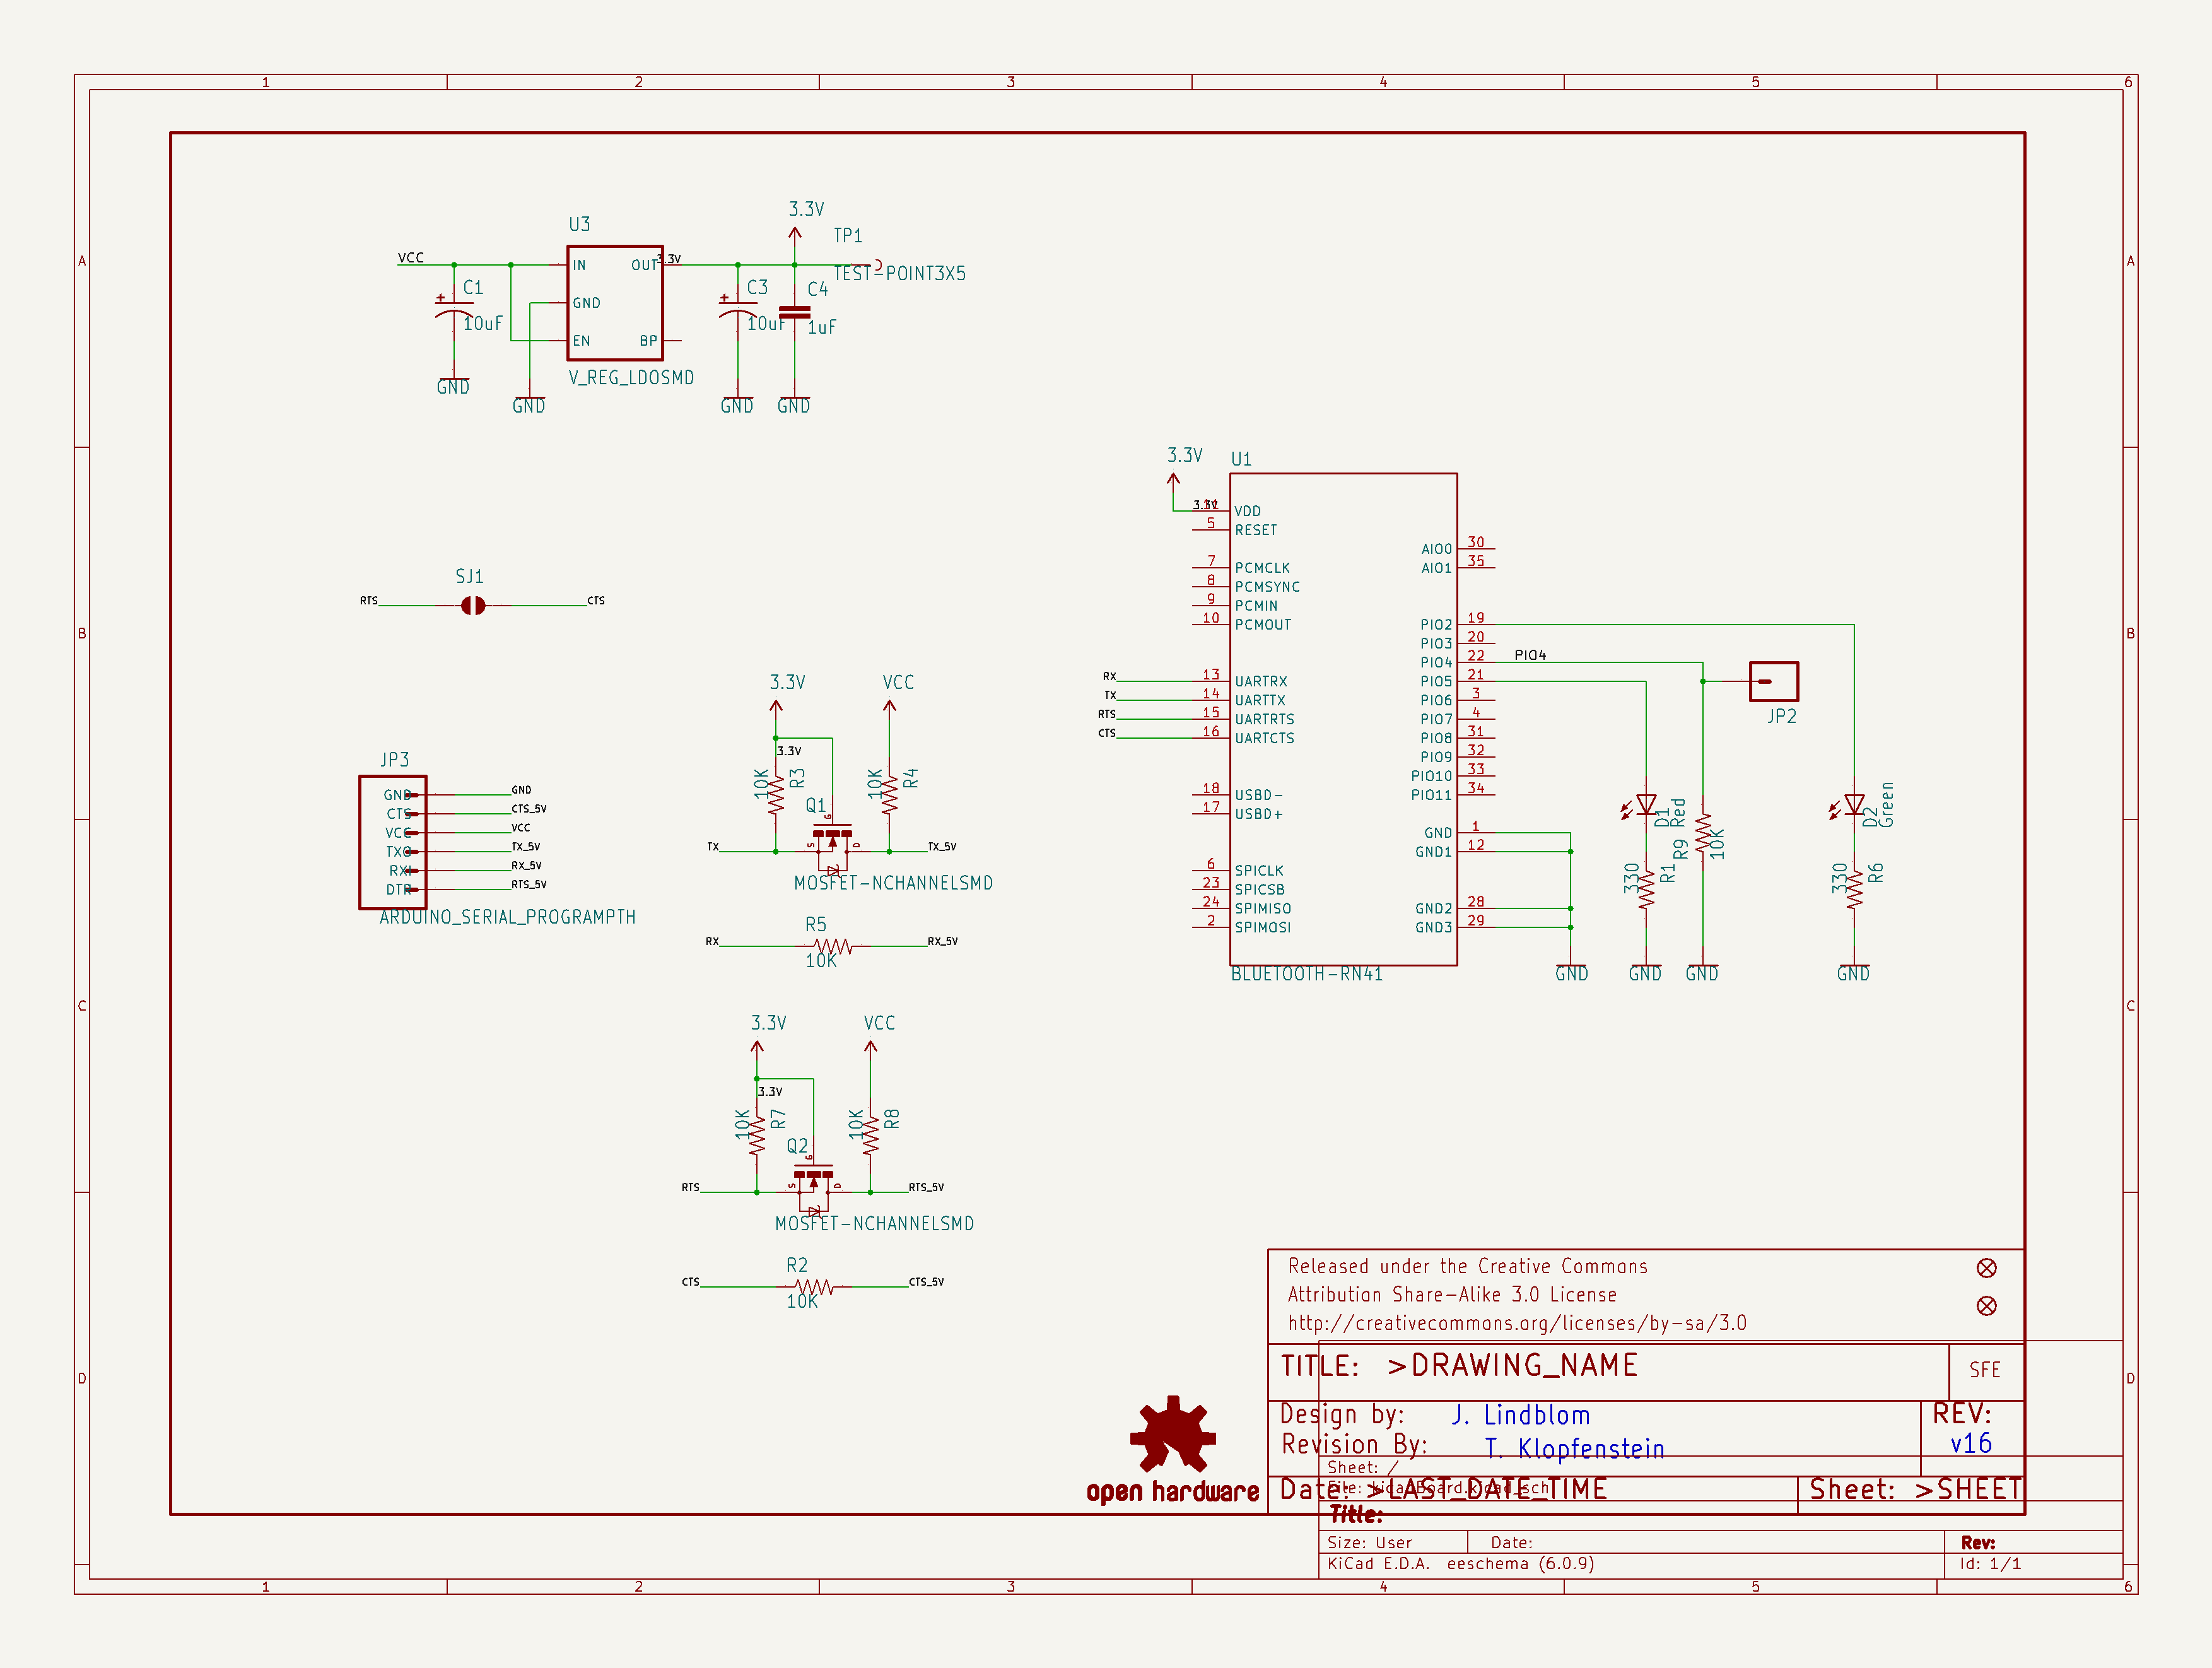 1 2 3 4 5 6
A A
B B
C C
D D
U3
VCC
IN
GND
EN
OUT
BP
3.3V
V_REG_LDOSMD
C1
10uF
GND
GND
3.3V
TP1
TEST-POINT3X5
C3
10uF
C4
1uF
GND
GND
SJ1
RTS
CTS
JP3
GND
CTS
VCC
TXO
RXI
DTR
GND
CTS_5V
VCC
TX_5V
RX_5V
RTS_5V
ARDUINO_SERIAL_PROGRAMPTH
3.3V
VCC
3.3V
10K
R3
10K
R4
Q1
G
S
D
TX
TX_5V
MOSFET-NCHANNELSMD
R5
RX
RX_5V
10K
3.3V
VCC
3.3V
10K
R7
10K
R8
Q2
G
S
D
RTS
RTS_5V
MOSFET-NCHANNELSMD
R2
CTS
CTS_5V
10K
3.3V
U1
3.3V
11 VDD
5 RESET
7 PCMCLK
8 PCMSYNC
9 PCMIN
10 PCMOUT
RX 13 UARTRX
TX 14 UARTTX
RTS 15 UARTRTS
CTS 16 UARTCTS
18 USBD-
17 USBD+
6 SPICLK
23 SPICSB
24 SPIMISO
2 SPIMOSI
AIO0 30
AIO1 35
PIO2 19
PIO3 20
PIO4 22 PIO4
PIO5 21
PIO6 3
PIO7 4
PIO8 31
PIO9 32
PIO10 33
PIO11 34
GND 1
GND1 12
GND2 28
GND3 29
BLUETOOTH-RN41
JP2
D1
Red
330
R1
R9
10K
D2
Green
330
R6
GND
GND
GND
GND
Released under the Creative Commons
Attribution Share-Alike 3.0 License
http://creativecommons.org/licenses/by-sa/3.0
TITLE: >DRAWING_NAME
SFE
Design by: J. Lindblom
REV:
Revision By: T. Klopfenstein
v16
Sheet: /
Date: >LAST_DATE_TIME
File: kicadBoard.kicad_sch
Sheet: >SHEET
Title:
Size: User
Date:
Rev:
KiCad E.D.A. eeschema (6.0.9)
Id: 1/1
open hardware
1 2 3 4 5 6